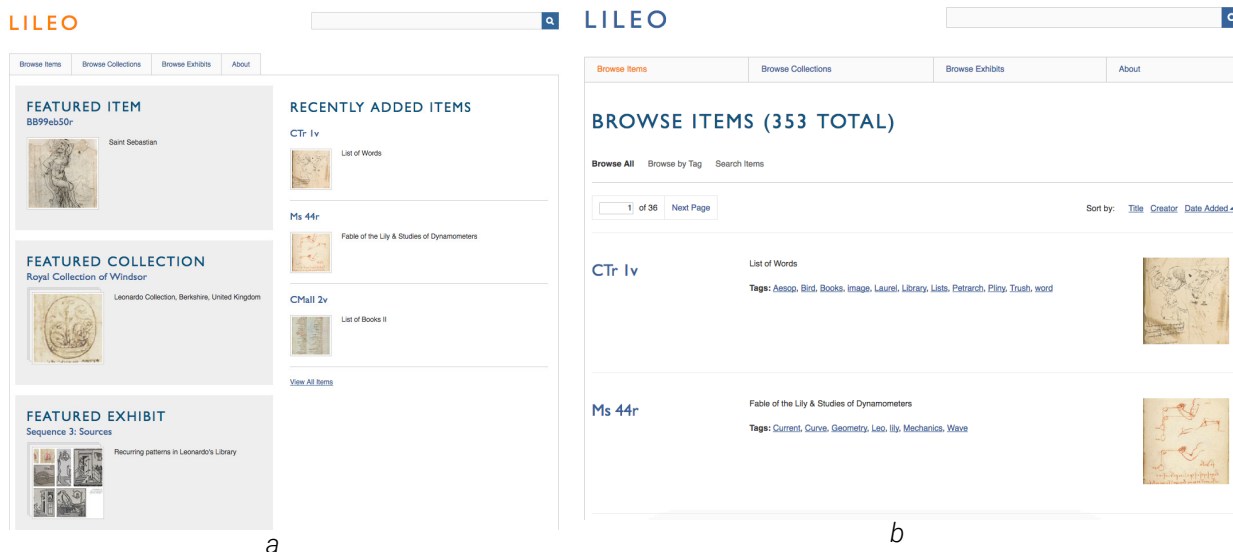 LILEO
Browse Items
Browse Collections
Browse Exhibits
About
FEATURED ITEM
BB99eb50r
Saint Sebastian
FEATURED COLLECTION
Royal Collection of Windsor
Leonardo Collection, Berkshire, United Kingdom
FEATURED EXHIBIT
Sequence 3: Sources
Recurring patterns in Leonardo's Library
RECENTLY ADDED ITEMS
CTr 1v
List of Words
Ms 44r
Fable of the Lily & Studies of Dynamometers
CMaII 2v
List of Books II
View All Items
a
LILEO
Browse Items
Browse Collections
Browse Exhibits
About
BROWSE ITEMS (353 TOTAL)
Browse All Browse by Tag Search Items
1 of 36 Next Page
Sort by: Title Creator Date Added
CTr 1v
List of Words
Tags: Aesop, Bird, Books, image, Laurel, Library, Lists, Petrarch, Pliny, Trush, word
Ms 44r
Fable of the Lily & Studies of Dynamometers
Tags: Current, Curve, Geometry, Leo, lily, Mechanics, Wave
b